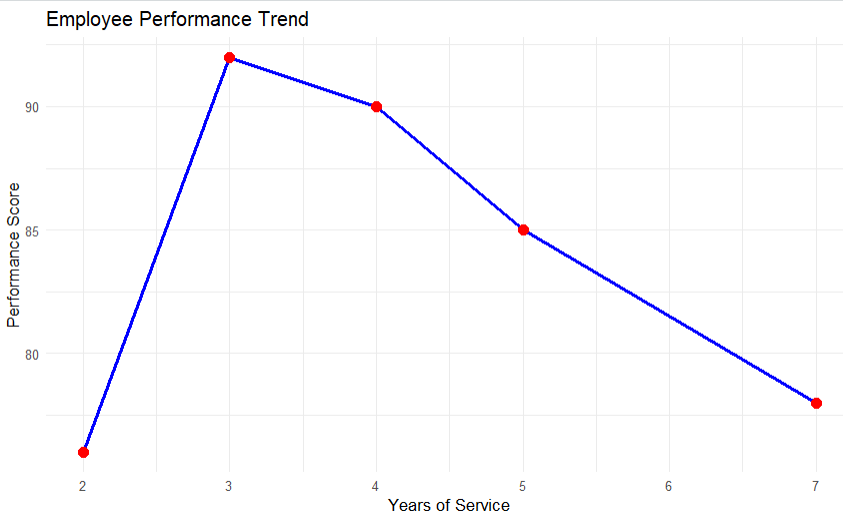 Employee Performance Trend
90
85
80
Performance Score
2 3 4 5 6 7
Years of Service